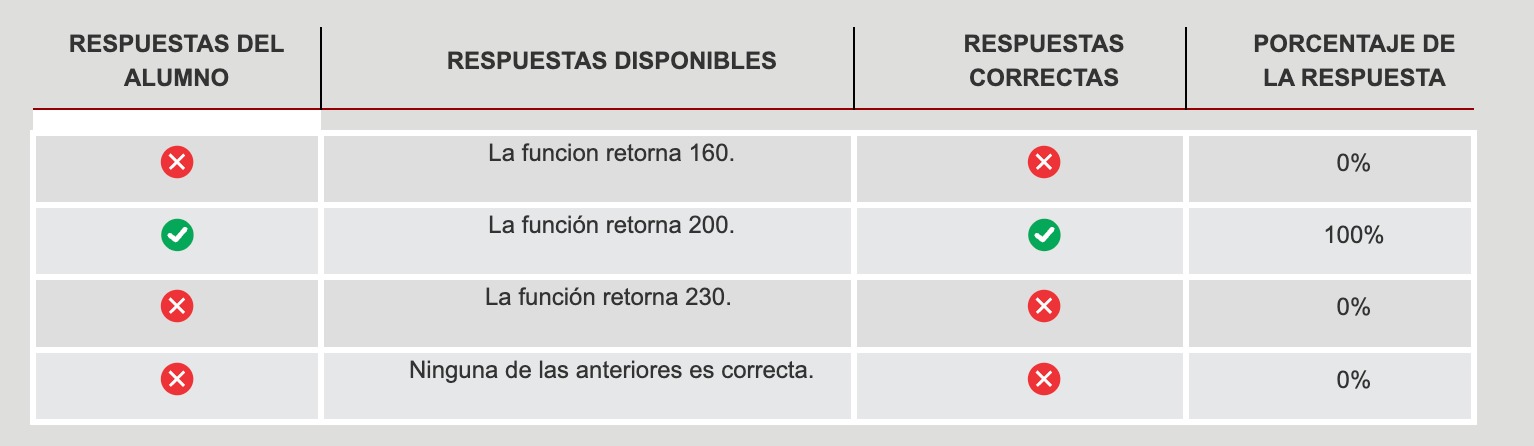 RESPUESTAS DEL ALUMNO
RESPUESTAS DISPONIBLES
RESPUESTAS CORRECTAS
PORCENTAJE DE LA RESPUESTA
La funcion retorna 160.
0%
La función retorna 200.
100%
La función retorna 230.
0%
Ninguna de las anteriores es correcta.
0%